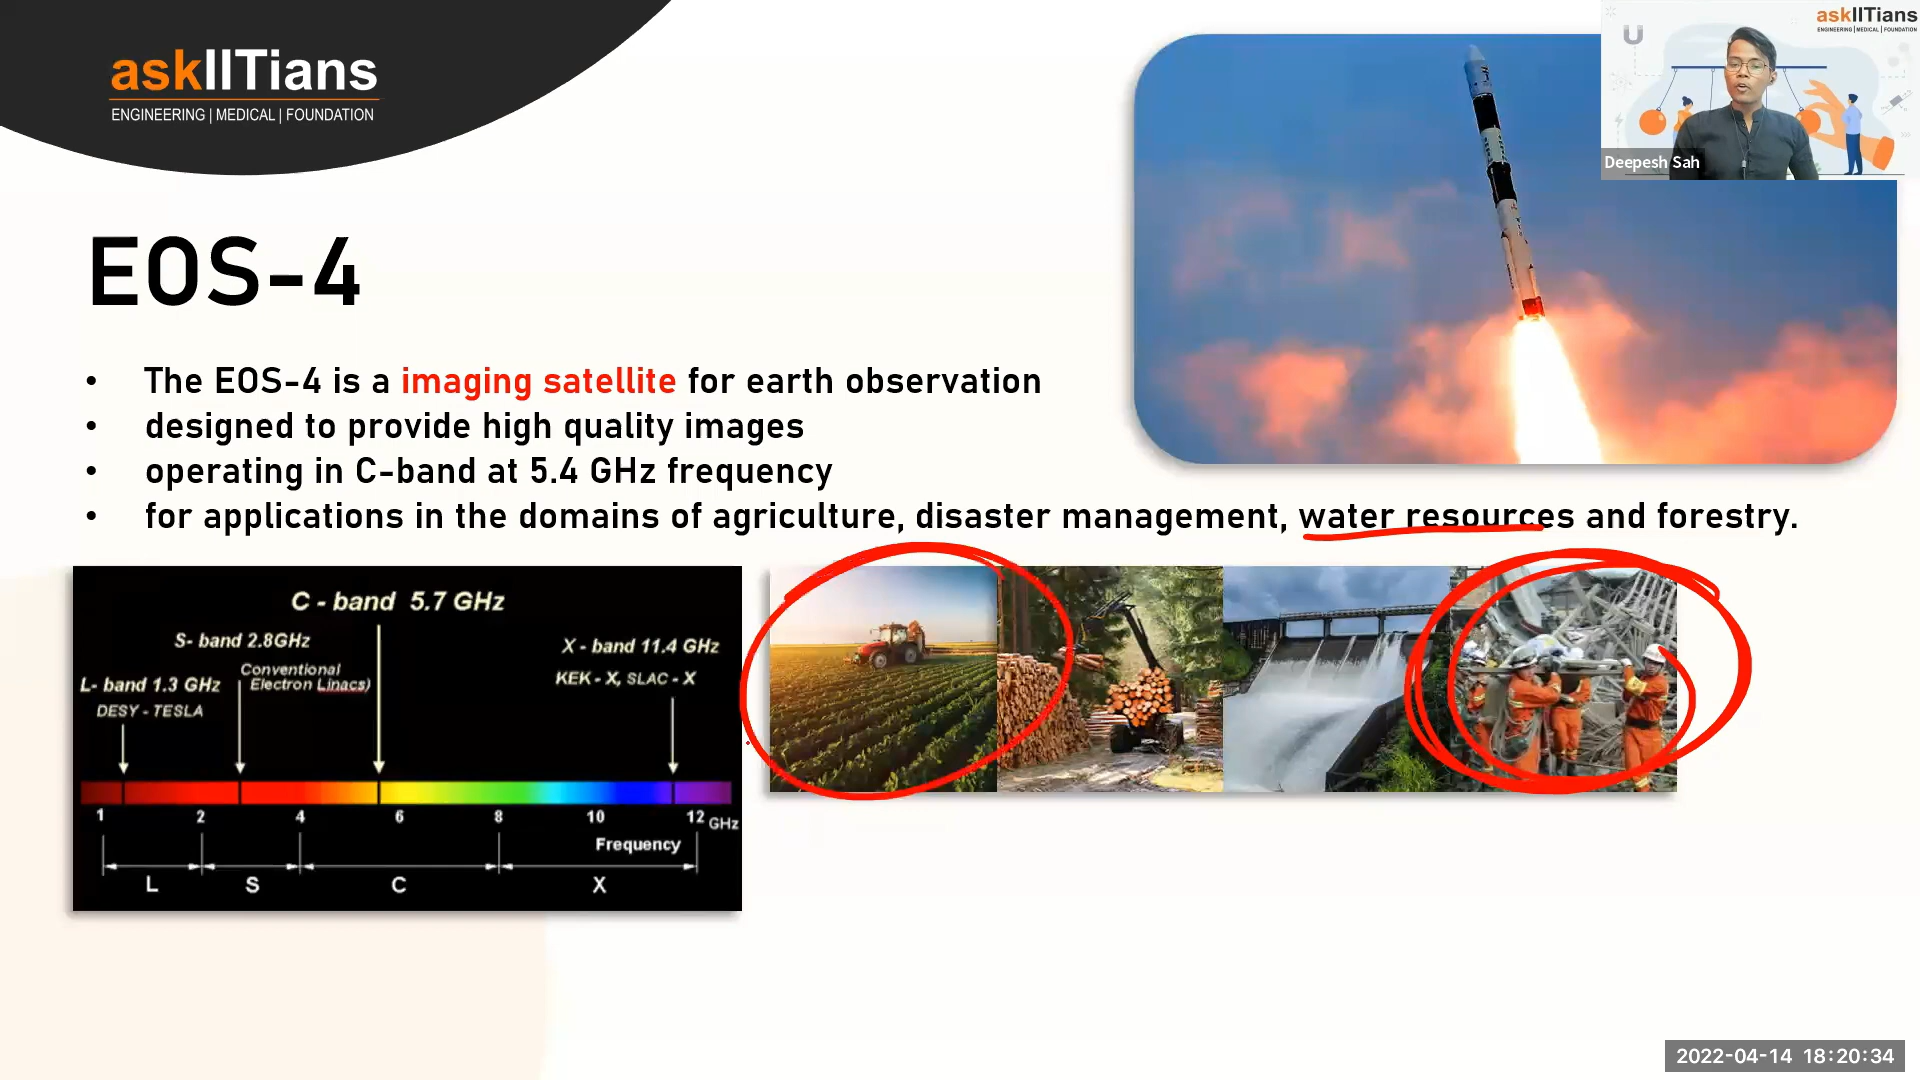 askIITians
ENGINEERING | MEDICAL | FOUNDATION
askIITians
ENGINEERING | MEDICAL | FOUNDATION
Deepesh Sah
EOS-4
• The EOS-4 is a imaging satellite for earth observation
• designed to provide high quality images
• operating in C-band at 5.4 GHz frequency
• for applications in the domains of agriculture, disaster management, water resources and forestry.
C - band 5.7 GHz
S- band 2.8GHz
Conventional
Electron Linacs)
L- band 1.3 GHz
DESY - TESLA
X - band 11.4 GHz
KEK - X, SLAC - X
1 2 4 6 8 10 12 GHz
Frequency
L S C X
2022-04-14 18:20:34